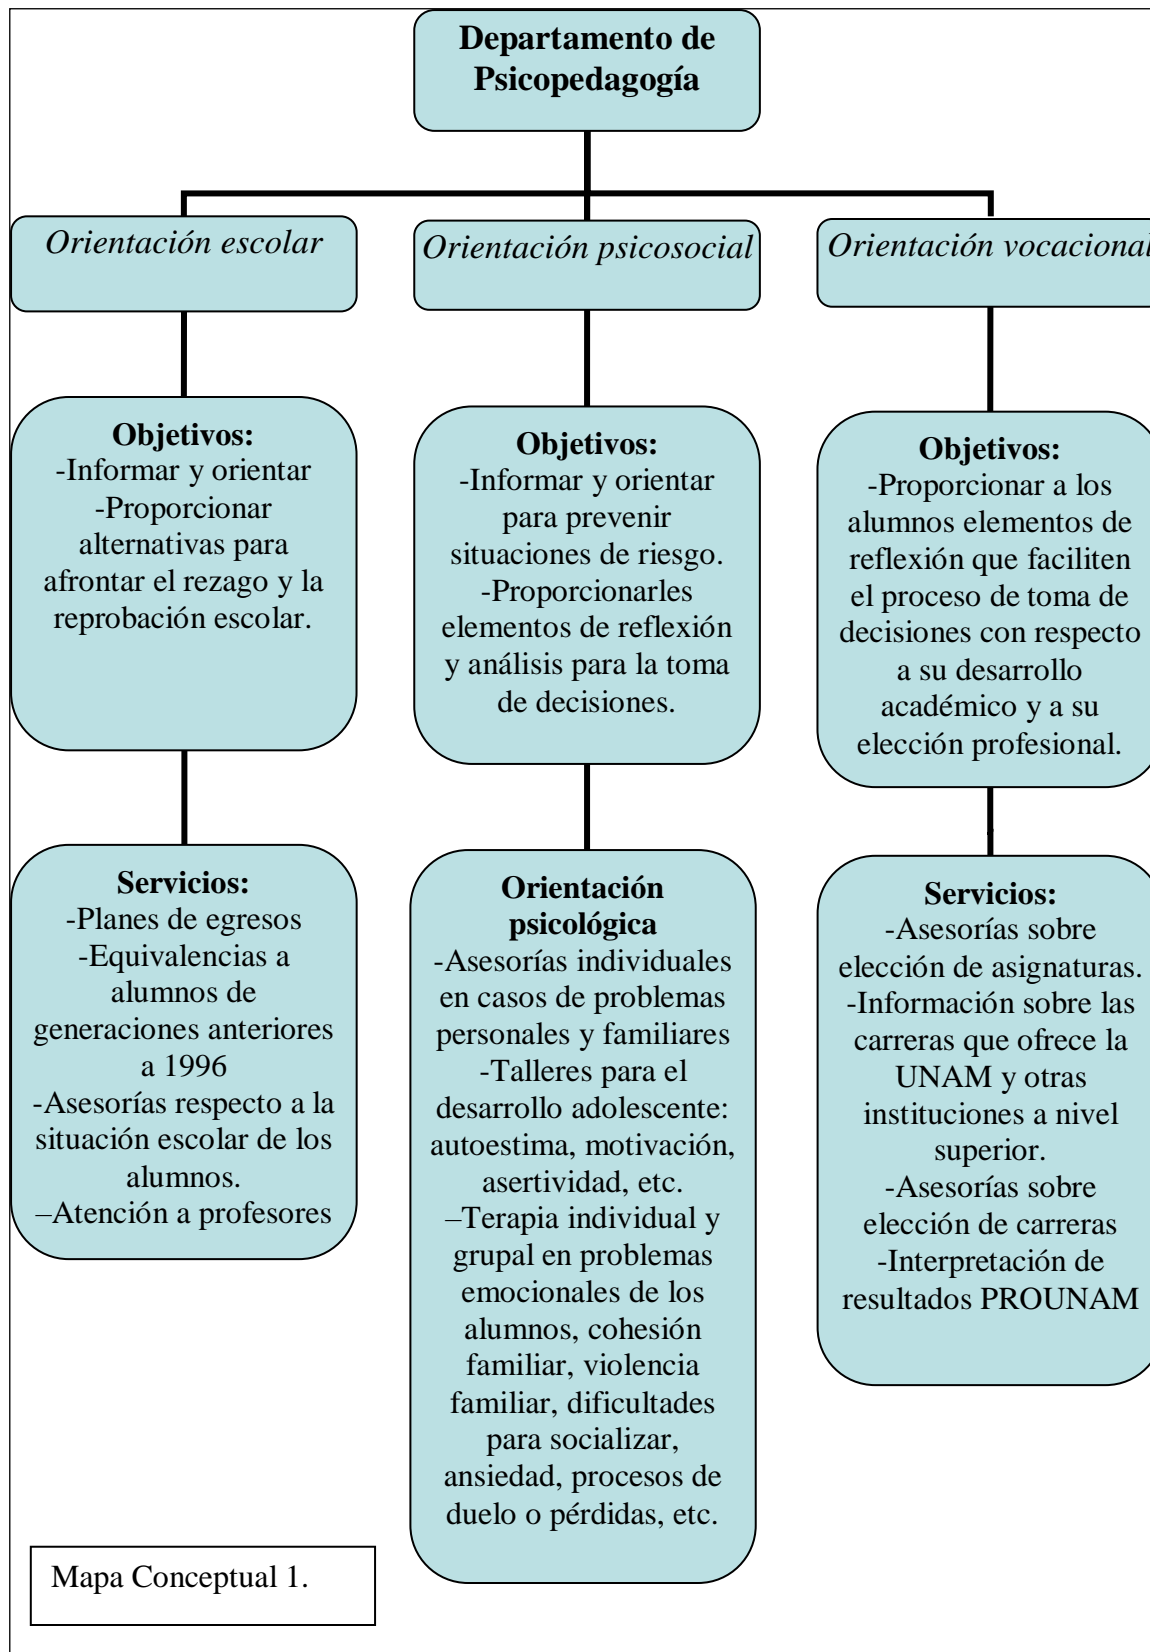 Departamento de
Psicopedagogía
Orientación escolar
Orientación psicosocial
Orientación vocacional
Objetivos:
-Informar y orientar
-Proporcionar
alternativas para
afrontar el rezago y la
reprobación escolar.
Objetivos:
-Informar y orientar
para prevenir
situaciones de riesgo.
-Proporcionarles
elementos de reflexión
y análisis para la toma
de decisiones.
Objetivos:
-Proporcionar a los
alumnos elementos de
reflexión que faciliten
el proceso de toma de
decisiones con respecto
a su desarrollo
académico y a su
elección profesional.
Servicios:
-Planes de egresos
-Equivalencias a
alumnos de
generaciones anteriores
a 1996
-Asesorías respecto a la
situación escolar de los
alumnos.
–Atención a profesores
Orientación
psicológica
-Asesorías individuales
en casos de problemas
personales y familiares
-Talleres para el
desarrollo adolescente:
autoestima, motivación,
asertividad, etc.
–Terapia individual y
grupal en problemas
emocionales de los
alumnos, cohesión
familiar, violencia
familiar, dificultades
para socializar,
ansiedad, procesos de
duelo o pérdidas, etc.
Servicios:
-Asesorías sobre
elección de asignaturas.
-Información sobre las
carreras que ofrece la
UNAM y otras
instituciones a nivel
superior.
-Asesorías sobre
elección de carreras
-Interpretación de
resultados PROUNAM
Mapa Conceptual 1.